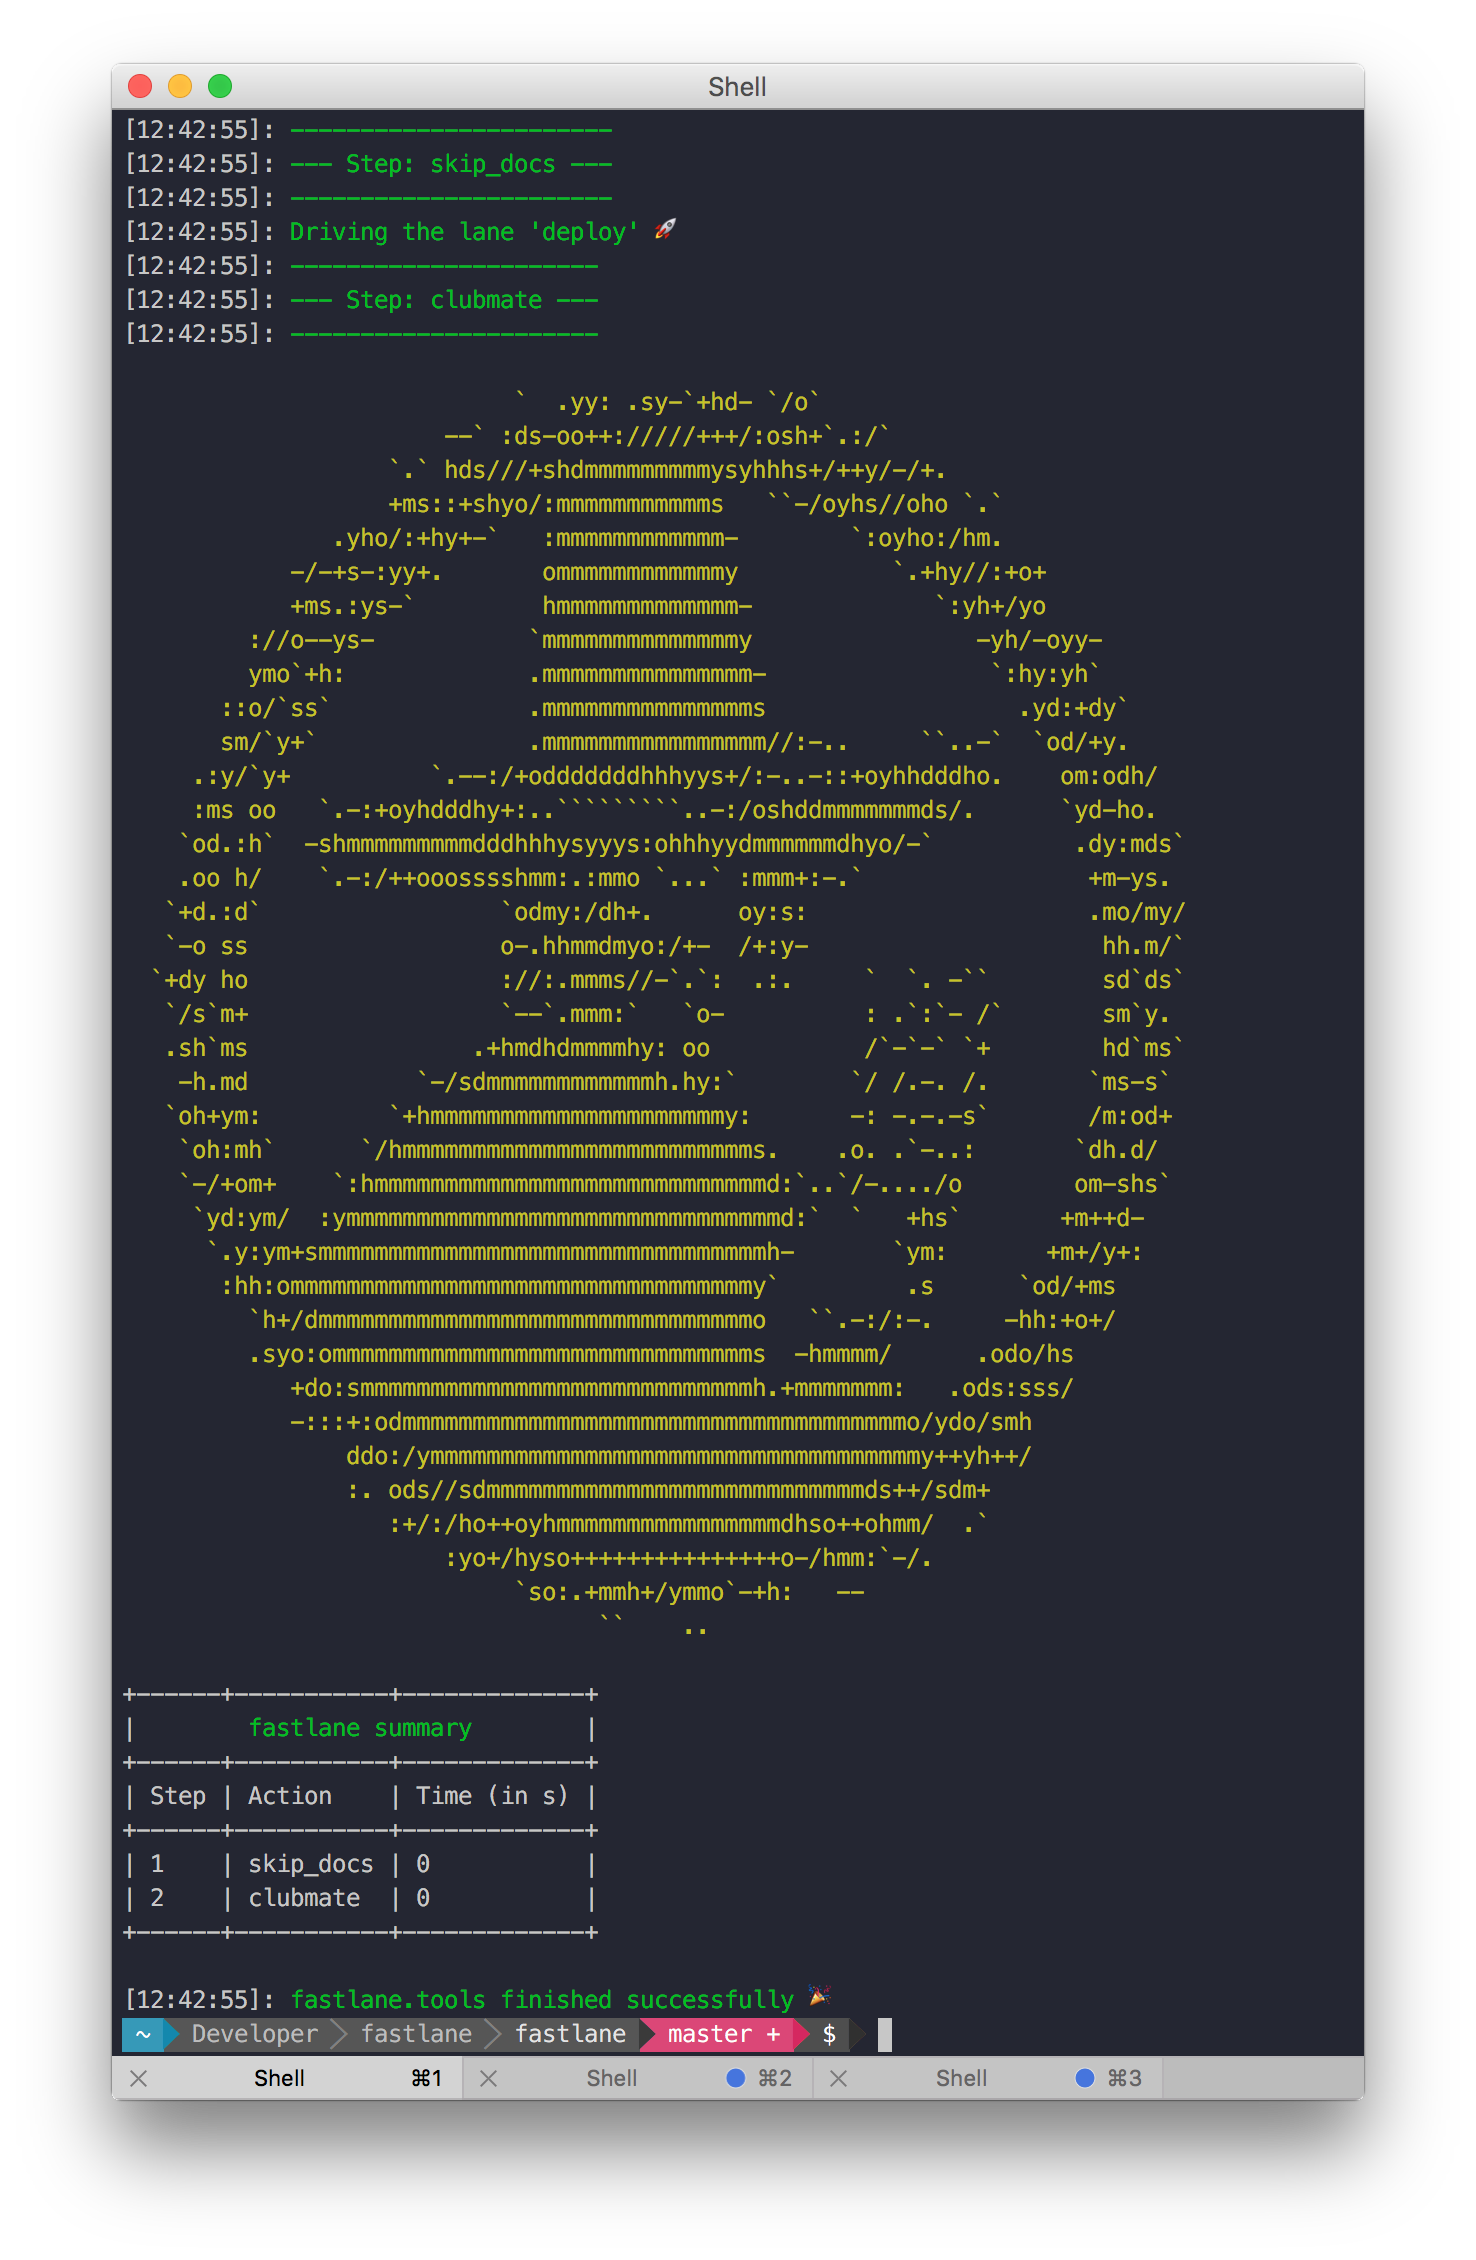 Shell
[12:42:55]: -----------------------
[12:42:55]: --- Step: skip_docs ---
[12:42:55]: -----------------------
[12:42:55]: Driving the lane 'deploy' 🚀
[12:42:55]: ----------------------
[12:42:55]: --- Step: clubmate ---
[12:42:55]: ----------------------
+------+-----------+-------------+
|        fastlane summary        |
+------+-----------+-------------+
| Step | Action    | Time (in s) |
+------+-----------+-------------+
| 1    | skip_docs | 0           |
| 2    | clubmate  | 0           |
+------+-----------+-------------+
[12:42:55]: fastlane.tools finished successfully 🎉
~ Developer fastlane fastlane master + $
Shell ⌘1 Shell ⌘2 Shell ⌘3